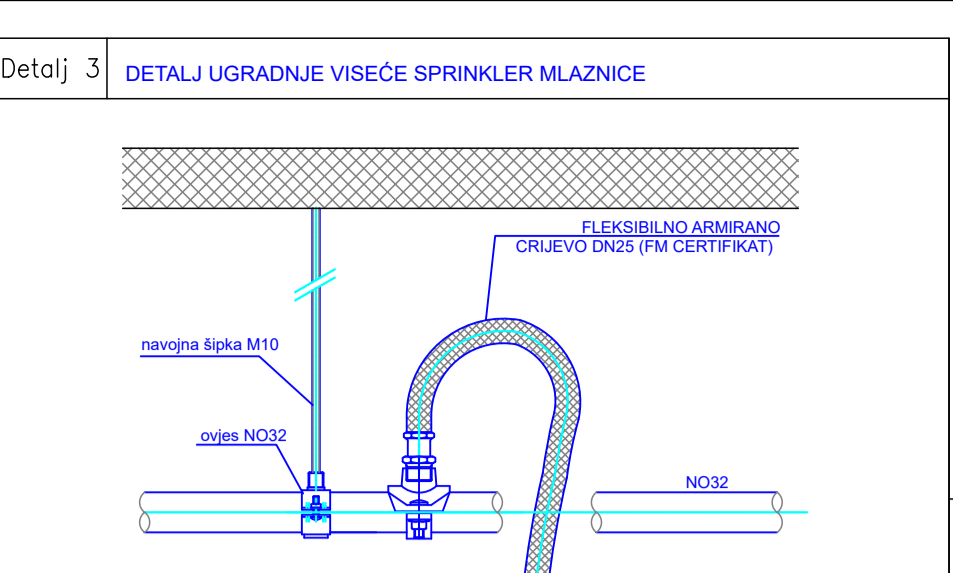 Detalj 3
DETALJ UGRADNJE VISEĆE SPRINKLER MLAZNICE
FLEKSIBILNO ARMIRANO
CRIJEVO DN25 (FM CERTIFIKAT)
navojna šipka M10
ovjes NO32
NO32